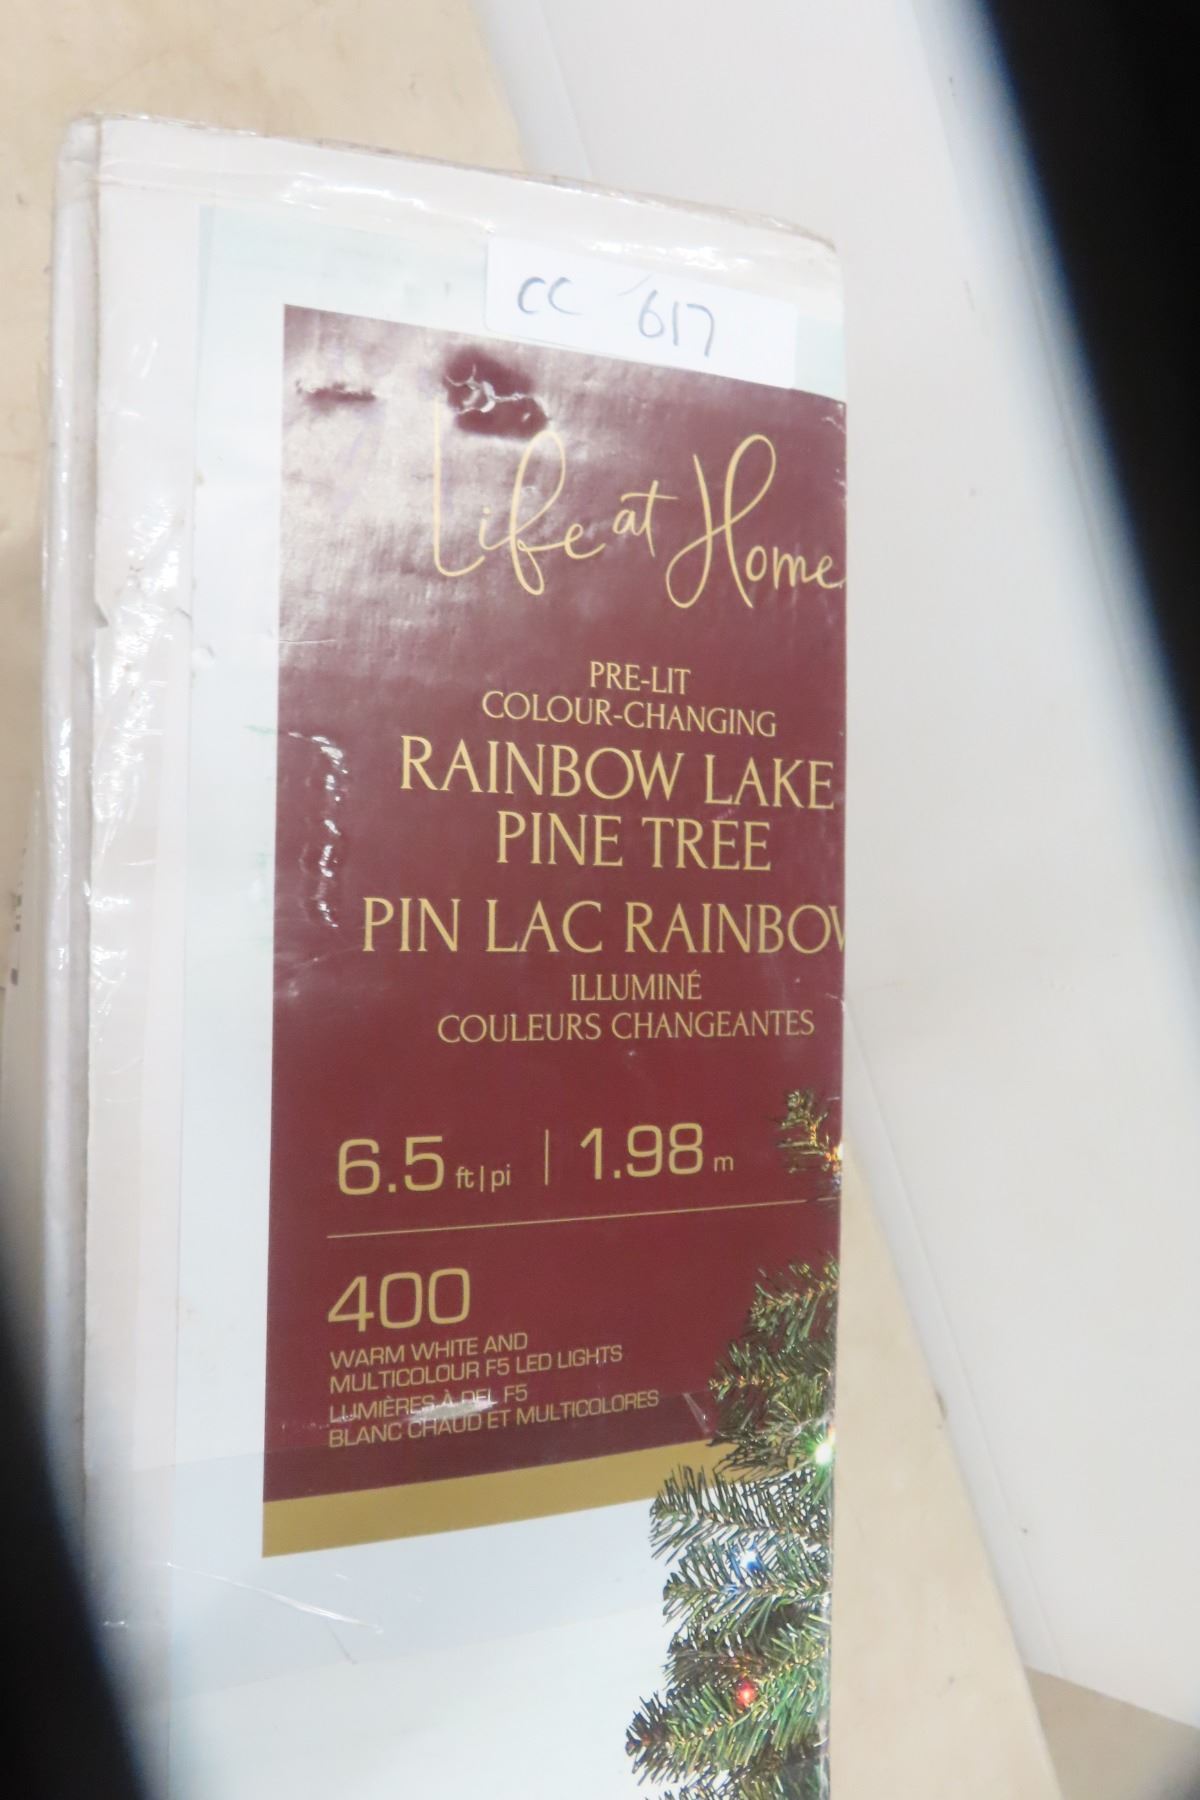 CC 617
Life at Home
PRE-LIT
COLOUR-CHANGING
RAINBOW LAKE
PINE TREE
PIN LAC RAINBOW
ILLUMINÉ
COULEURS CHANGEANTES
6.5 ft|pi | 1.98 m
400
WARM WHITE AND
MULTICOLOUR F5 LED LIGHTS
LUMIÈRES À DEL F5
BLANC CHAUD ET MULTICOLORES